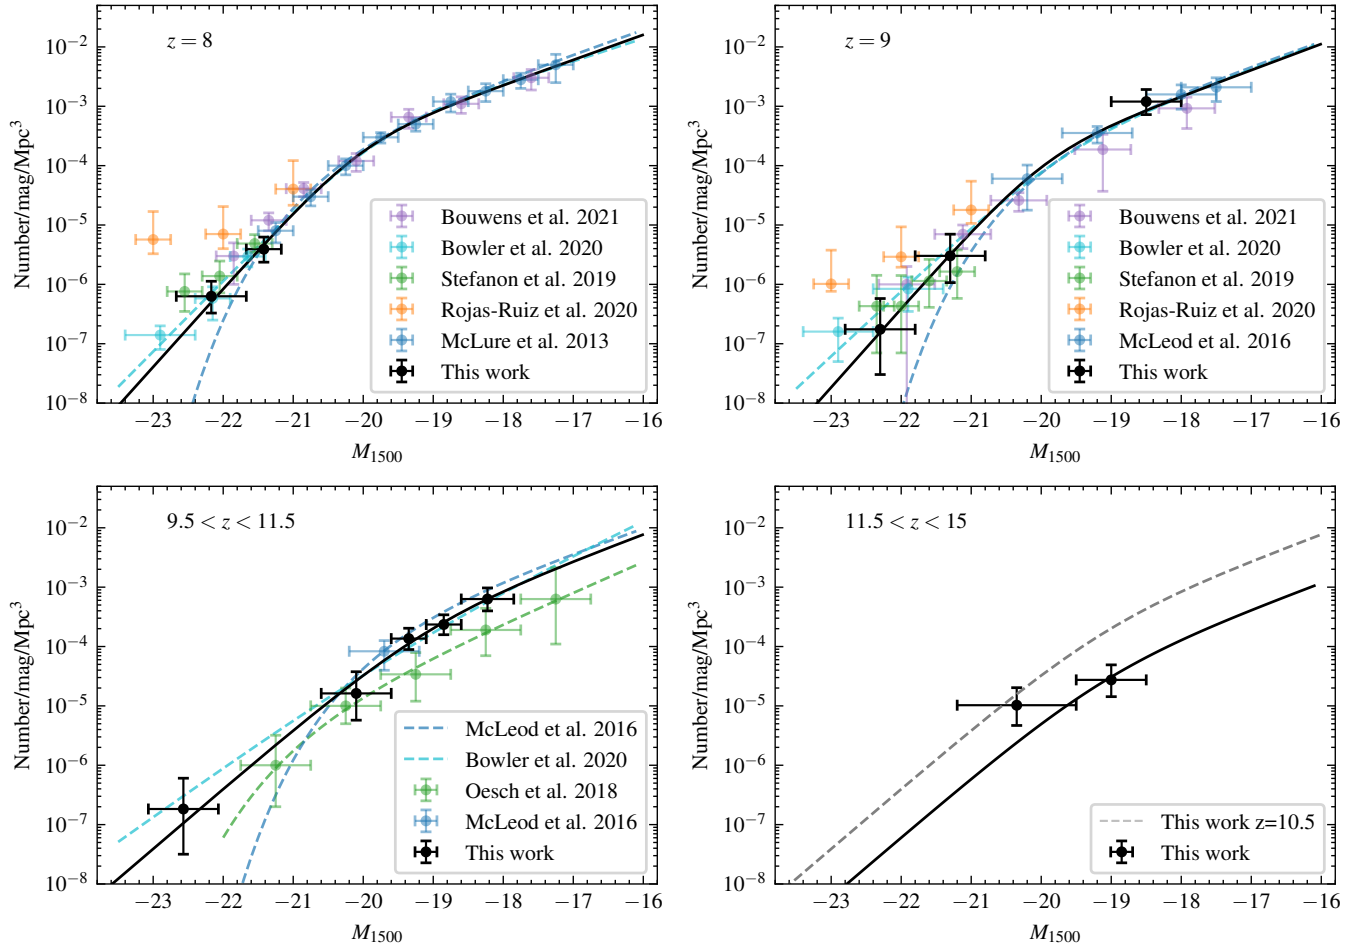 z = 8
Number/mag/Mpc³
10⁻²
10⁻³
10⁻⁴
10⁻⁵
10⁻⁶
10⁻⁷
10⁻⁸
Bouwens et al. 2021
Bowler et al. 2020
Stefanon et al. 2019
Rojas-Ruiz et al. 2020
McLure et al. 2013
This work
−23 −22 −21 −20 −19 −18 −17 −16
M₁₅₀₀
z = 9
Number/mag/Mpc³
10⁻²
10⁻³
10⁻⁴
10⁻⁵
10⁻⁶
10⁻⁷
10⁻⁸
Bouwens et al. 2021
Bowler et al. 2020
Stefanon et al. 2019
Rojas-Ruiz et al. 2020
McLeod et al. 2016
This work
−23 −22 −21 −20 −19 −18 −17 −16
M₁₅₀₀
9.5 < z < 11.5
Number/mag/Mpc³
10⁻²
10⁻³
10⁻⁴
10⁻⁵
10⁻⁶
10⁻⁷
10⁻⁸
McLeod et al. 2016
Bowler et al. 2020
Oesch et al. 2018
McLeod et al. 2016
This work
−23 −22 −21 −20 −19 −18 −17 −16
M₁₅₀₀
11.5 < z < 15
Number/mag/Mpc³
10⁻²
10⁻³
10⁻⁴
10⁻⁵
10⁻⁶
10⁻⁷
10⁻⁸
This work z=10.5
This work
−23 −22 −21 −20 −19 −18 −17 −16
M₁₅₀₀